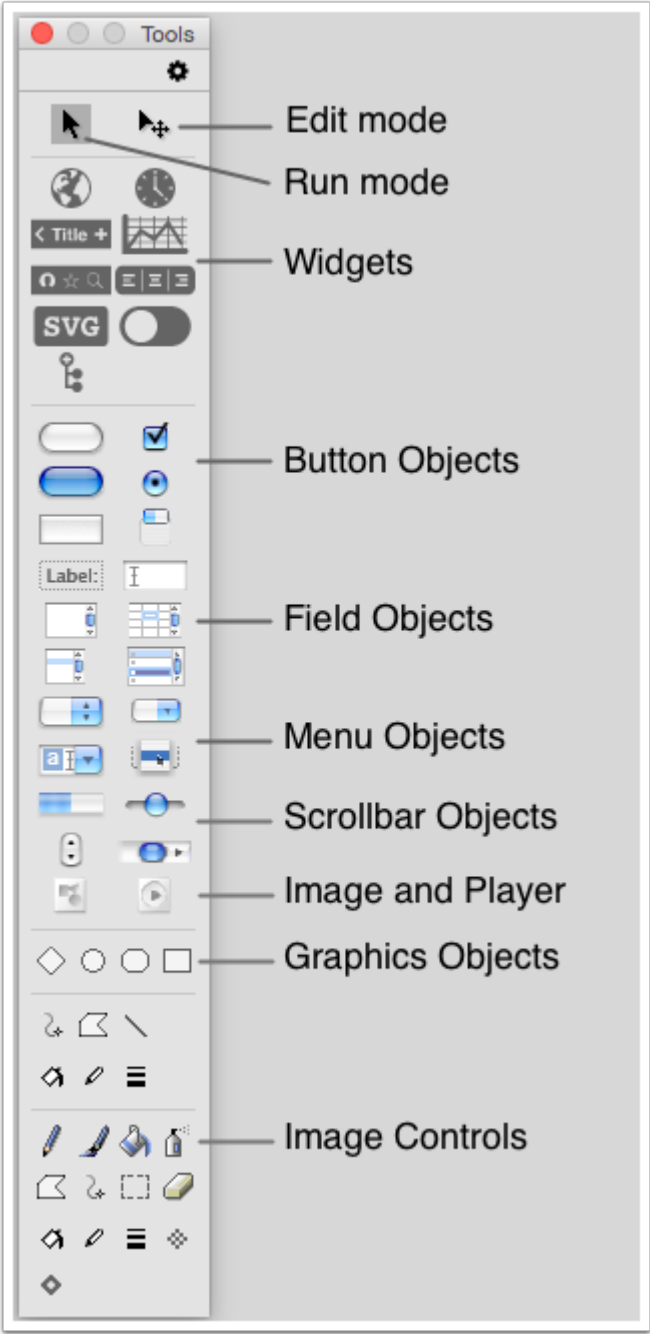 Tools
Edit mode
Run mode
< Title +
Widgets
SVG
Button Objects
Label:
Field Objects
a
Menu Objects
Scrollbar Objects
Image and Player
Graphics Objects
Image Controls